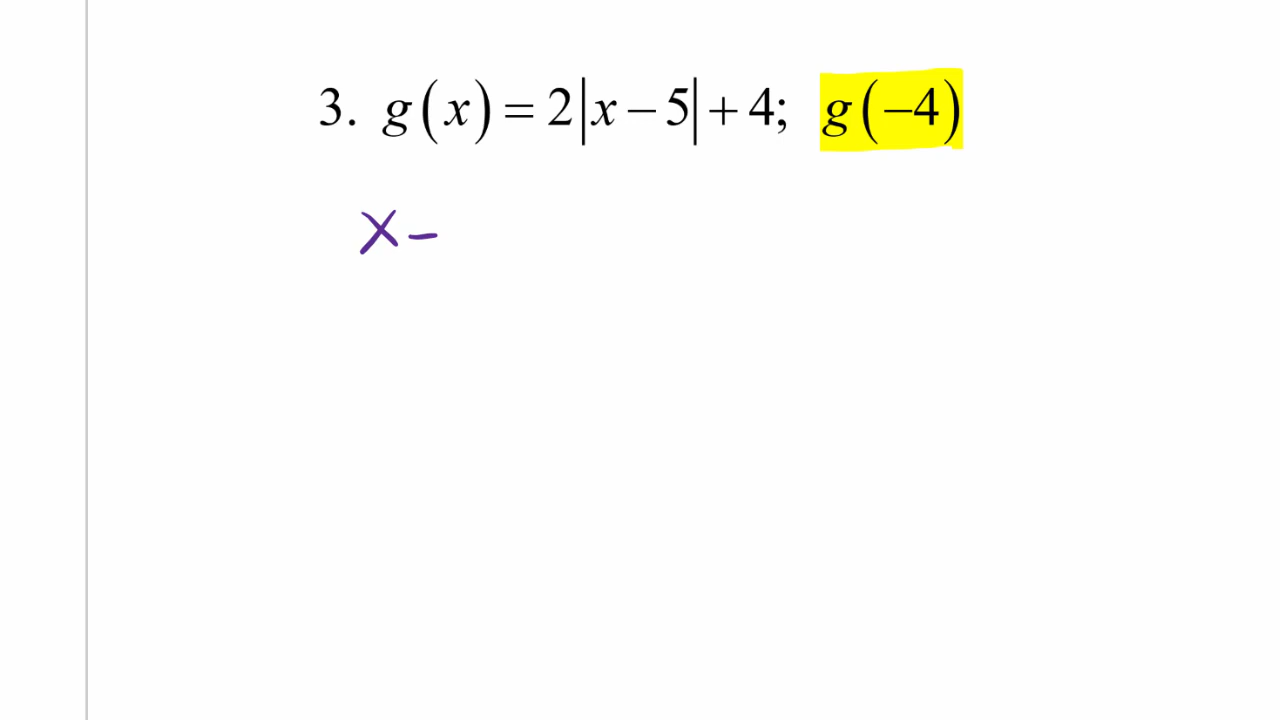 3. g(x) = 2|x − 5| + 4; g(−4)
x −